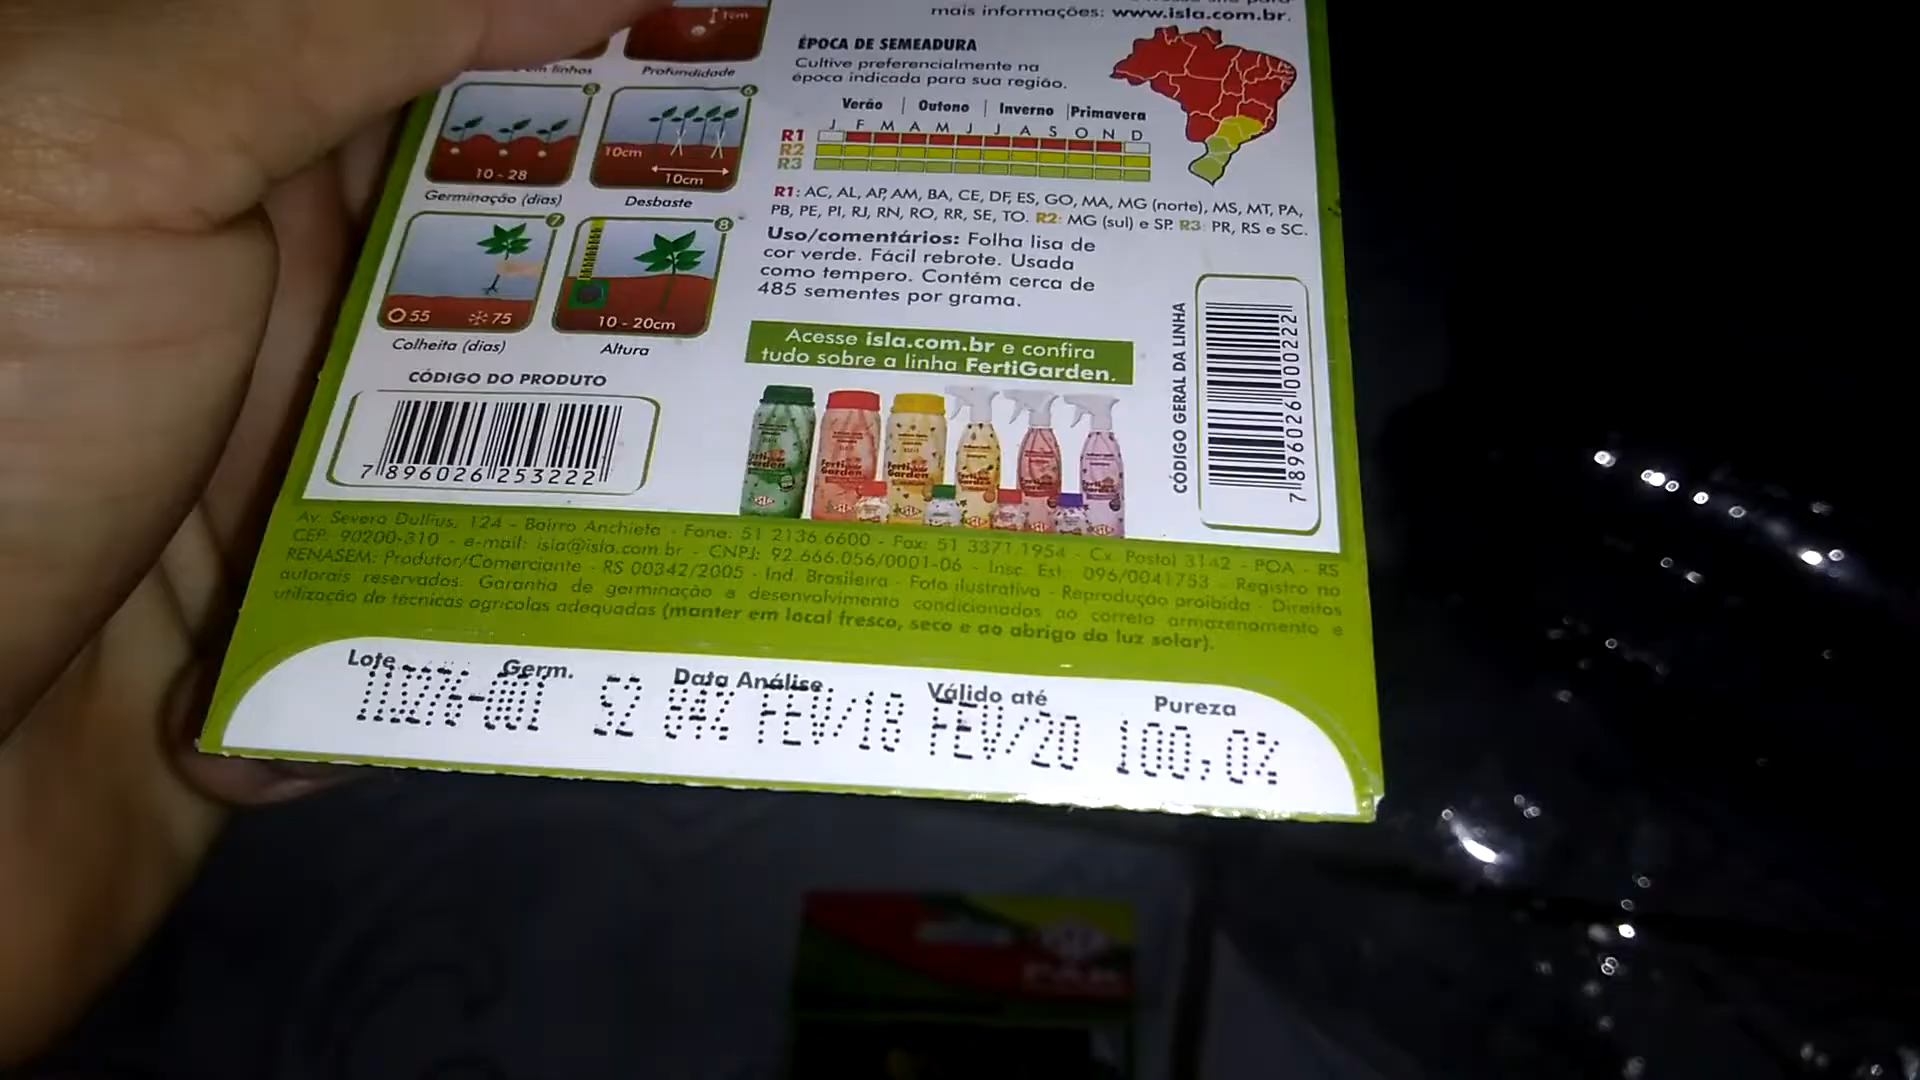 mais informações: www.isla.com.br.
1cm
Profundidade
ÉPOCA DE SEMEADURA
Cultive preferencialmente na
época indicada para sua região.
Verão | Outono | Inverno | Primavera
J F M A M J J A S O N D
R1
R2
R3
5
10 - 28
Germinação (dias)
6
10cm
10cm
Desbaste
R1: AC, AL, AP, AM, BA, CE, DF, ES, GO, MA, MG (norte), MS, MT, PA,
PB, PE, PI, RJ, RN, RO, RR, SE, TO. R2: MG (sul) e SP. R3: PR, RS e SC.
Uso/comentários: Folha lisa de
cor verde. Fácil rebrote. Usada
como tempero. Contém cerca de
485 sementes por grama.
7
55 75
Colheita (dias)
8
10 - 20cm
Altura
Acesse isla.com.br e confira
tudo sobre a linha FertiGarden.
CÓDIGO DO PRODUTO
7 896026 253222
CÓDIGO GERAL DA LINHA
7 896026 000222
Av. Severo Dullius, 124 - Bairro Anchieta - Fone: 51 2136.6600 - Fax: 51 3371.1954 - Cx. Postal 3142 - POA - RS
CEP: 90200-310 - e-mail: isla@isla.com.br - CNPJ: 92.666.056/0001-06 - Insc. Est.: 096/0041753 - Registro no
RENASEM: Produtor/Comerciante - RS 00342/2005 - Ind. Brasileira - Foto ilustrativa - Reprodução proibida - Direitos
autorais reservados. Garantia de germinação e desenvolvimento condicionados ao correto armazenamento e
utilização de técnicas agrícolas adequadas (manter em local fresco, seco e ao abrigo da luz solar).
Lote Germ. Data Análise Válido até Pureza
113276-001 S2 84% FEV/18 FEV/20 100,0%